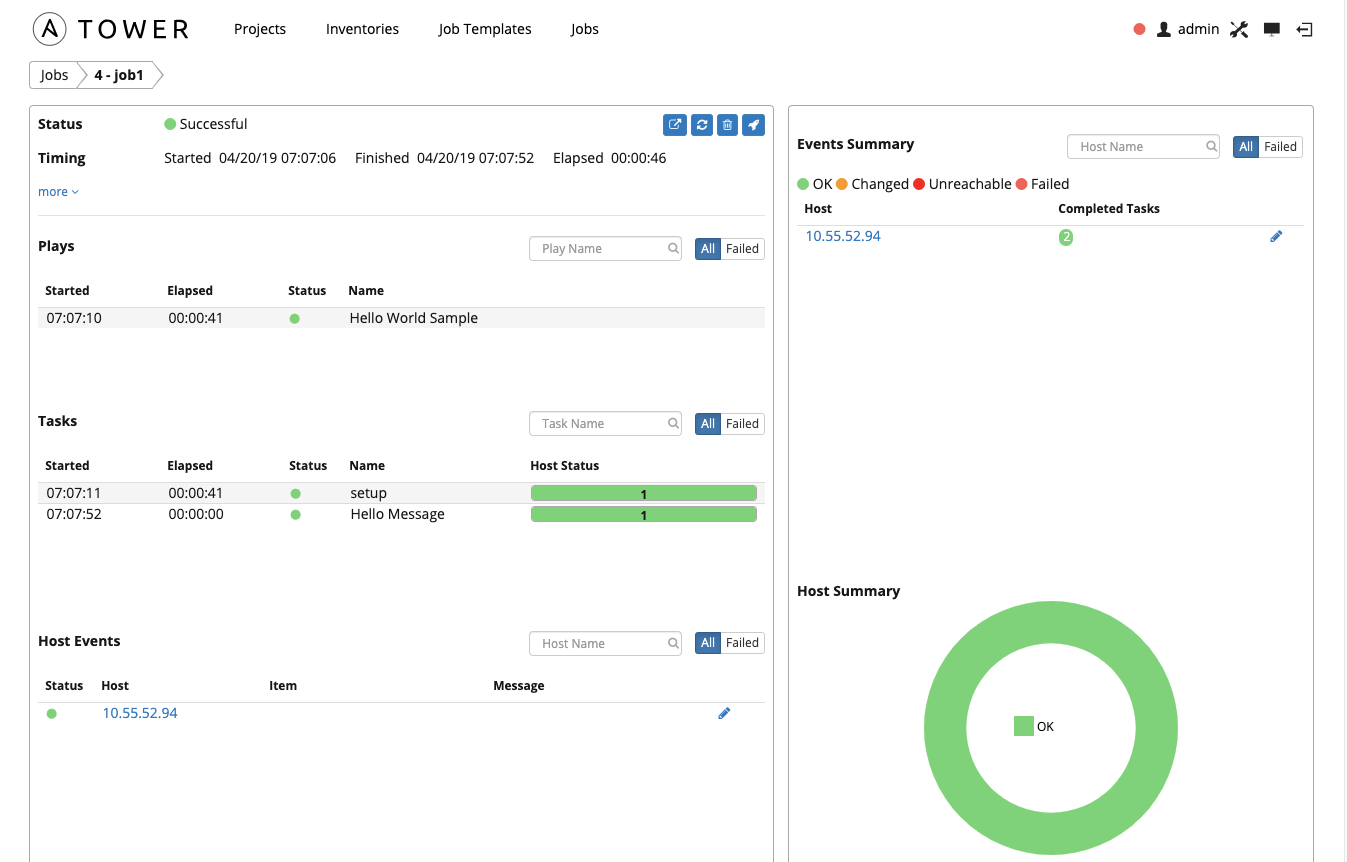 A TOWER Projects Inventories Job Templates Jobs admin
Jobs 4 - job1
Status Successful
Timing Started 04/20/19 07:07:06 Finished 04/20/19 07:07:52 Elapsed 00:00:46
more
Plays Play Name All Failed
Started Elapsed Status Name
07:07:10 00:00:41 Hello World Sample
Tasks Task Name All Failed
Started Elapsed Status Name Host Status
07:07:11 00:00:41 setup 1
07:07:52 00:00:00 Hello Message 1
Host Events Host Name All Failed
Status Host Item Message
10.55.52.94
Events Summary Host Name All Failed
OK Changed Unreachable Failed
Host Completed Tasks
10.55.52.94 2
Host Summary
OK